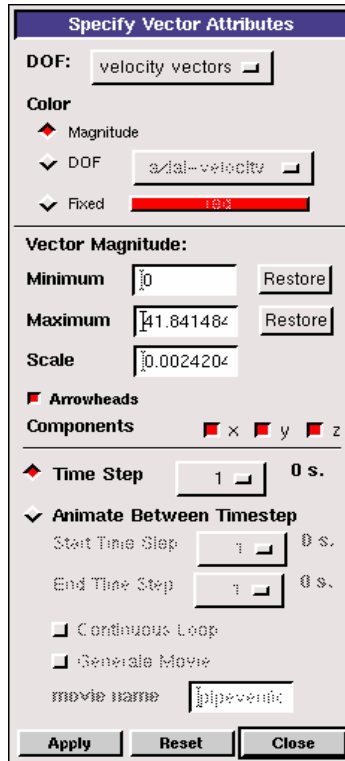 Specify Vector Attributes
DOF: velocity vectors
Color
Magnitude
DOF axial-velocity
Fixed red
Vector Magnitude:
Minimum 0 Restore
Maximum 41.841484 Restore
Scale 0.0024204
Arrowheads
Components x y z
Time Step 1 0 s.
Animate Between Timestep
Start Time Step 1 0 s.
End Time Step 1 0 s.
Continuous Loop
Generate Movie
movie name
Apply Reset Close